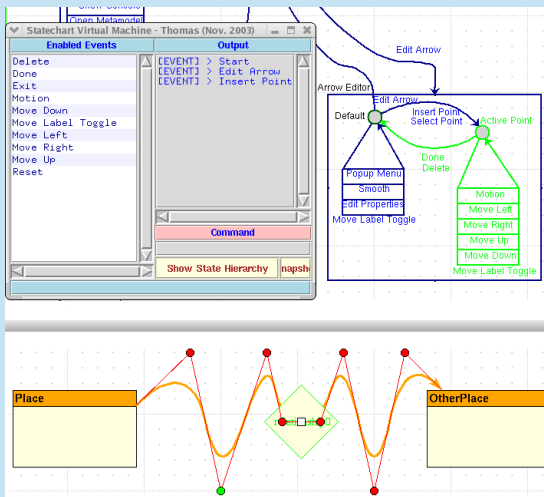 Open Metamodel
Statechart Virtual Machine - Thomas (Nov. 2003)
Enabled Events
Output
Delete
Done
Exit
Motion
Move Down
Move Label Toggle
Move Left
Move Right
Move Up
Reset
[EVENT] > Start
[EVENT] > Edit Arrow
[EVENT] > Insert Point
Command
Show State Hierarchy
napsh
Edit Arrow
Arrow Editor
Edit Arrow
Default
Insert Point
Select Point
Active Point
Done
Delete
Popup Menu
Smooth
Edit Properties
Move Label Toggle
Motion
Move Left
Move Right
Move Up
Move Down
Move Label Toggle
Place
OtherPlace